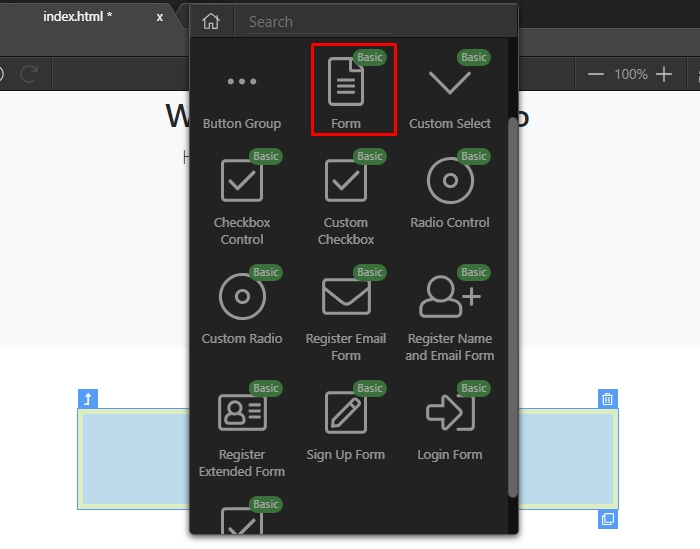 index.html * x
Search
100%
Basic Basic
Button Group Form Custom Select
Basic Basic Basic
Checkbox Custom Radio Control
Control Checkbox
Basic Basic Basic
Custom Radio Register Email Register Name
Form and Email Form
Basic Basic Basic
Register Sign Up Form Login Form
Extended Form
Basic